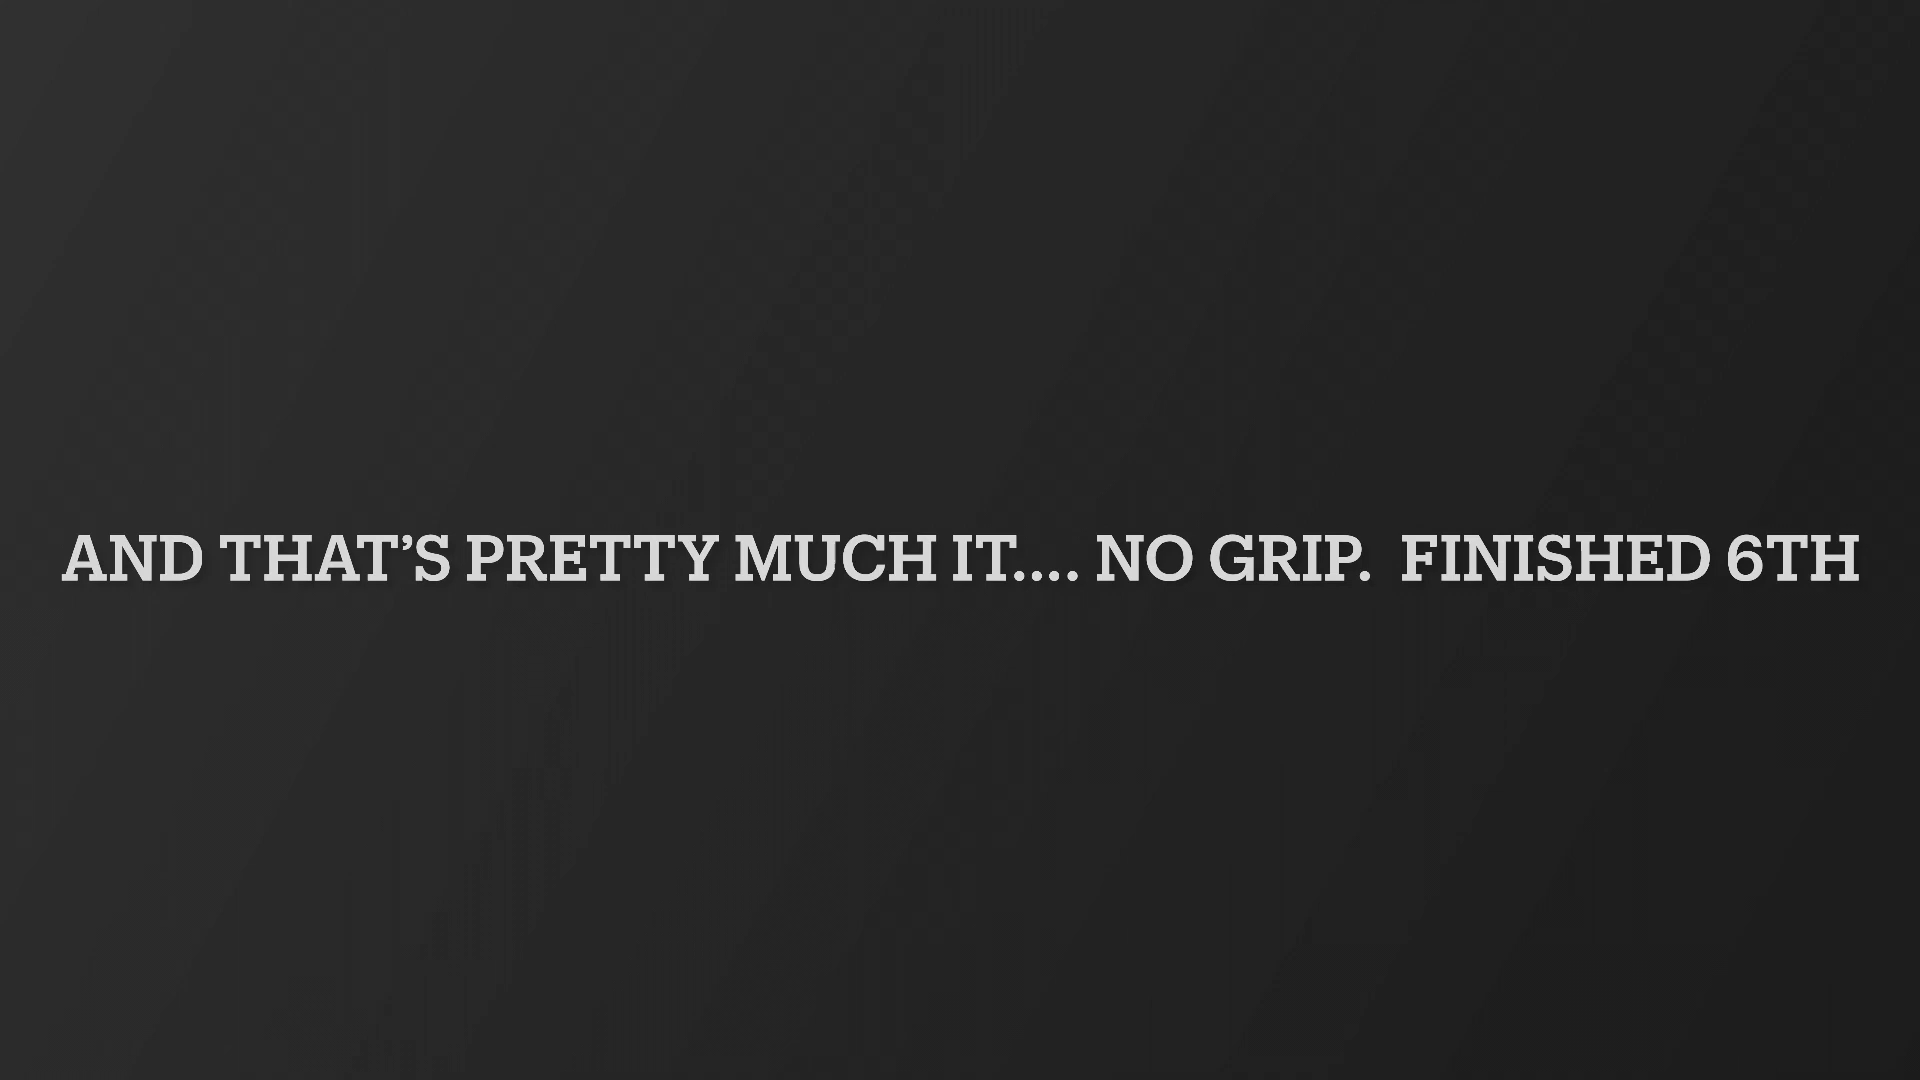 AND THAT’S PRETTY MUCH IT.... NO GRIP.  FINISHED 6TH